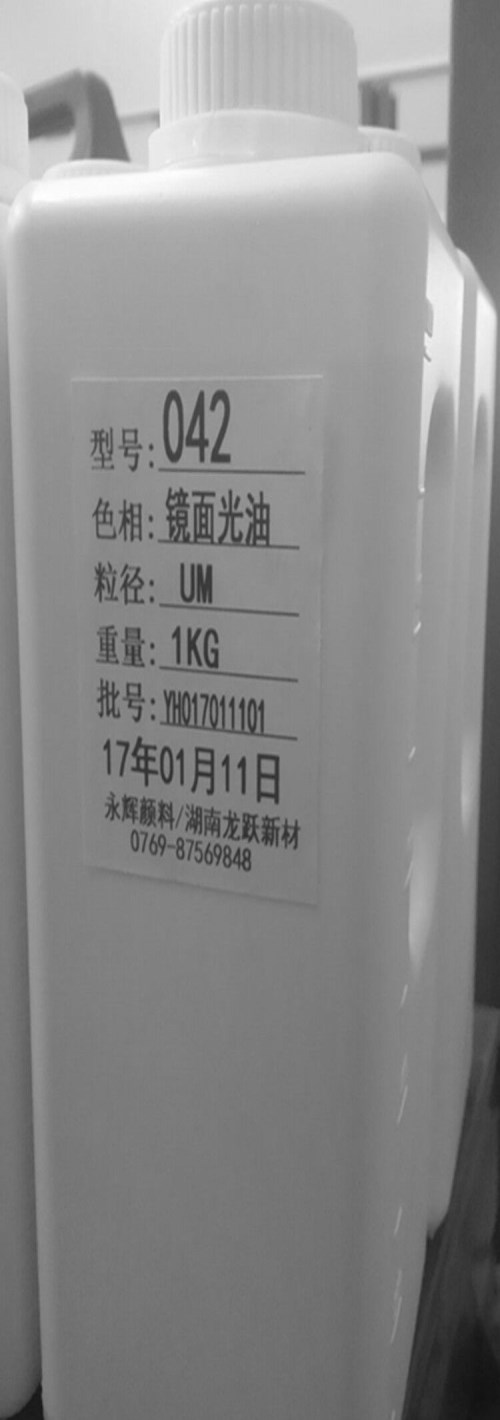 型号:042
色相:镜面光油
粒径:UM
重量:1KG
批号:YH017011101
17年01月11日
永辉颜料/湖南龙跃新材
0769-87569848